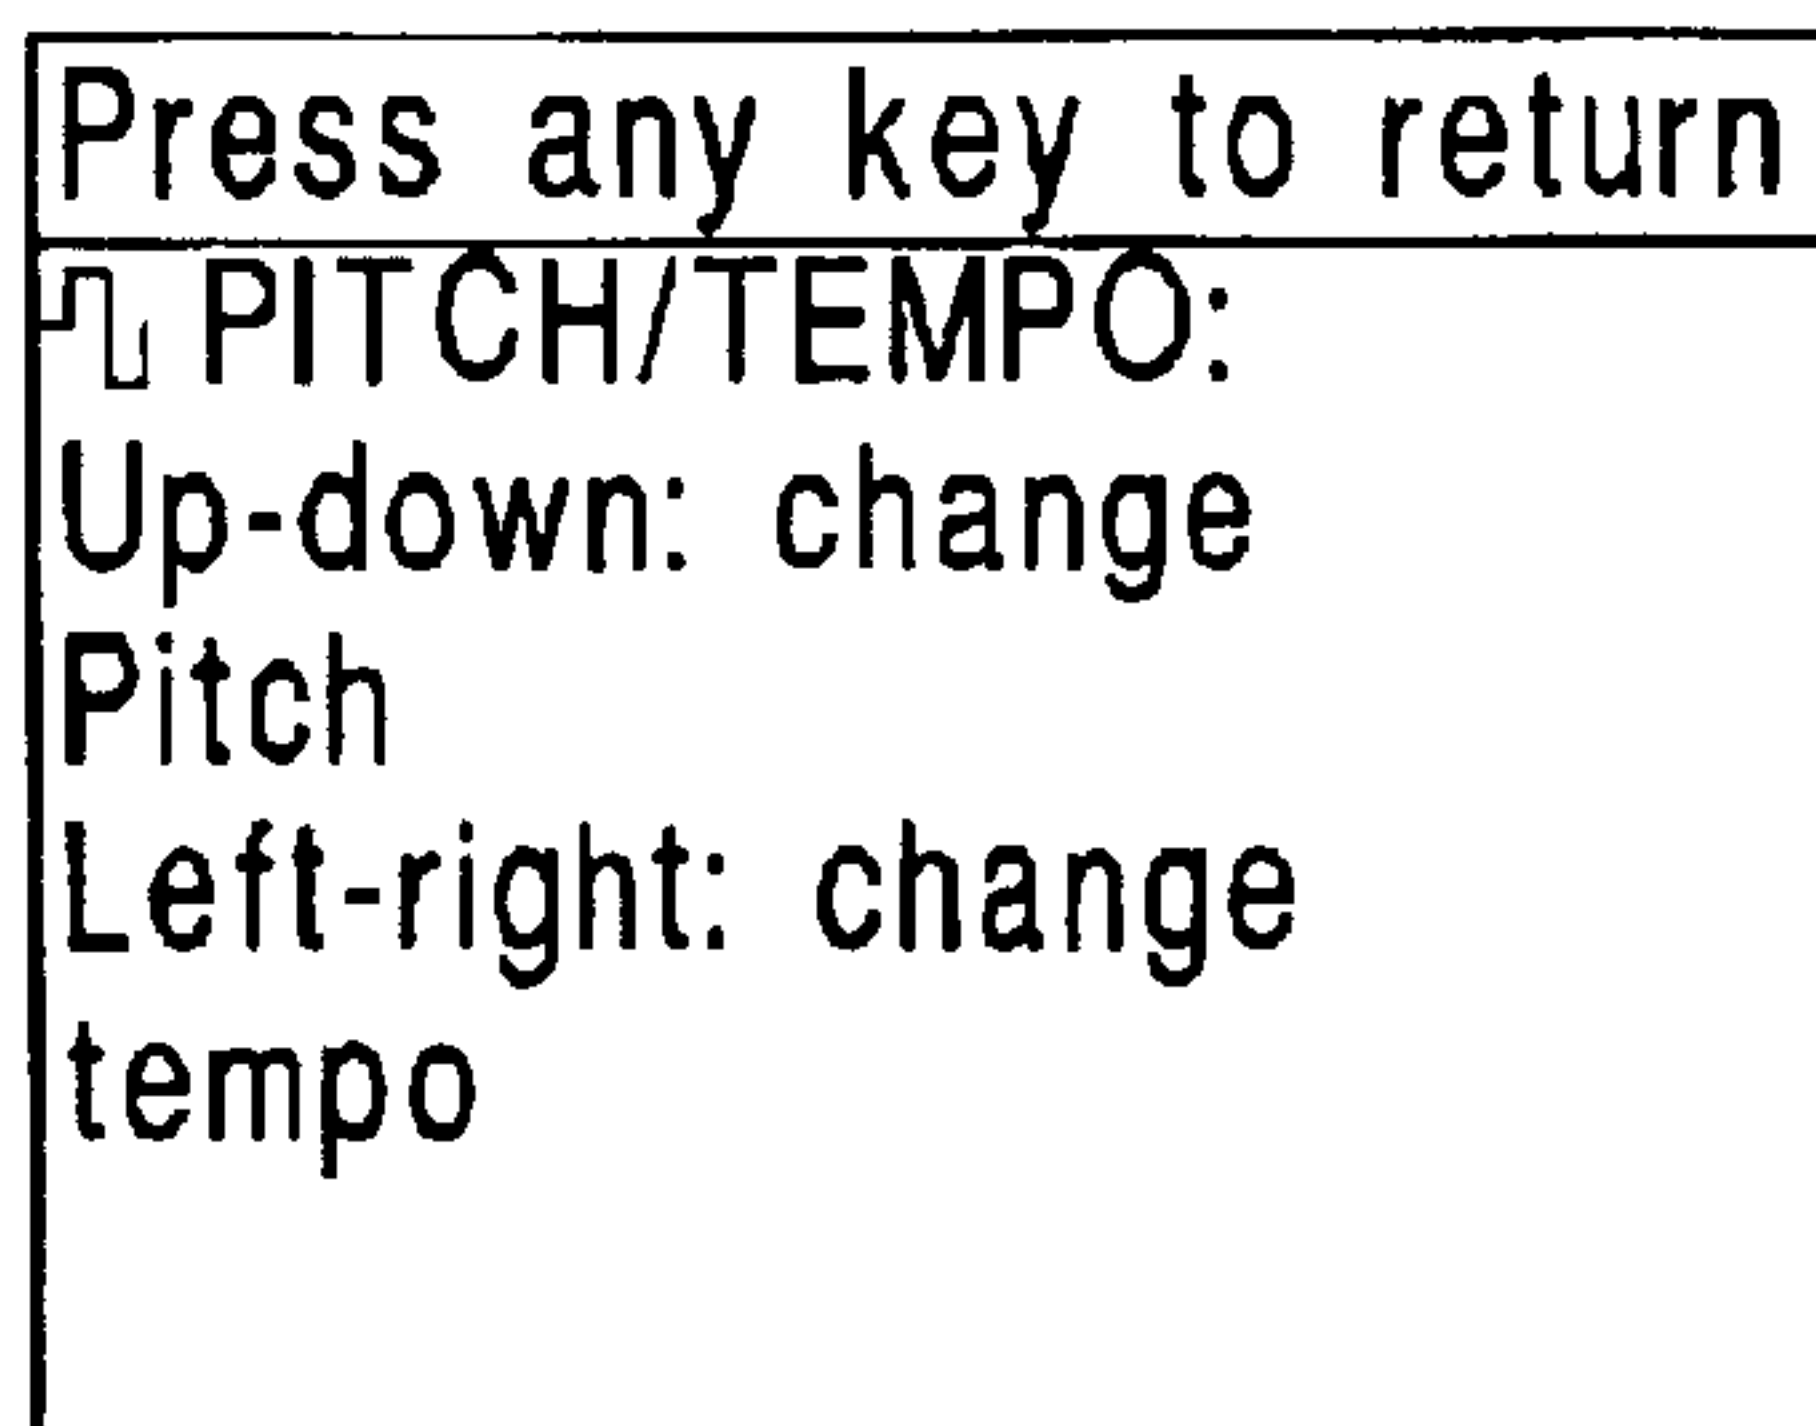 Press any key to return
PITCH/TEMPO:
Up-down: change
Pitch
Left-right: change
tempo